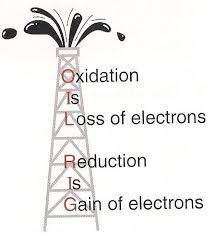 Oxidation
Is
Loss of electrons
Reduction
Is
Gain of electrons